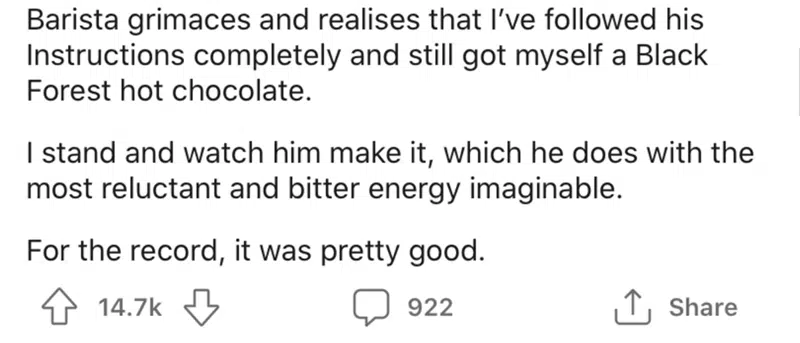 Barista grimaces and realises that I've followed his
Instructions completely and still got myself a Black
Forest hot chocolate.
I stand and watch him make it, which he does with the
most reluctant and bitter energy imaginable.
For the record, it was pretty good.
14.7k 922 Share